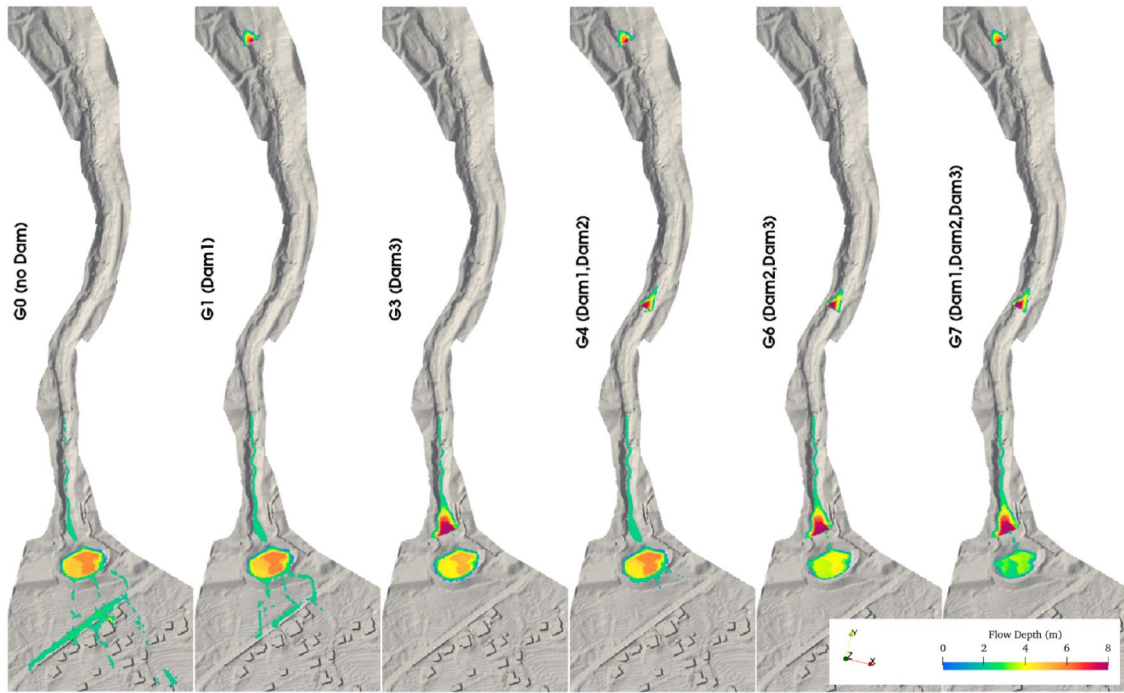 G0 (no Dam)
G1 (Dam1)
G3 (Dam3)
G4 (Dam1,Dam2)
G6 (Dam2,Dam3)
G7 (Dam1,Dam2,Dam3)
Y
Z
X
Flow Depth (m)
0 2 4 6 8